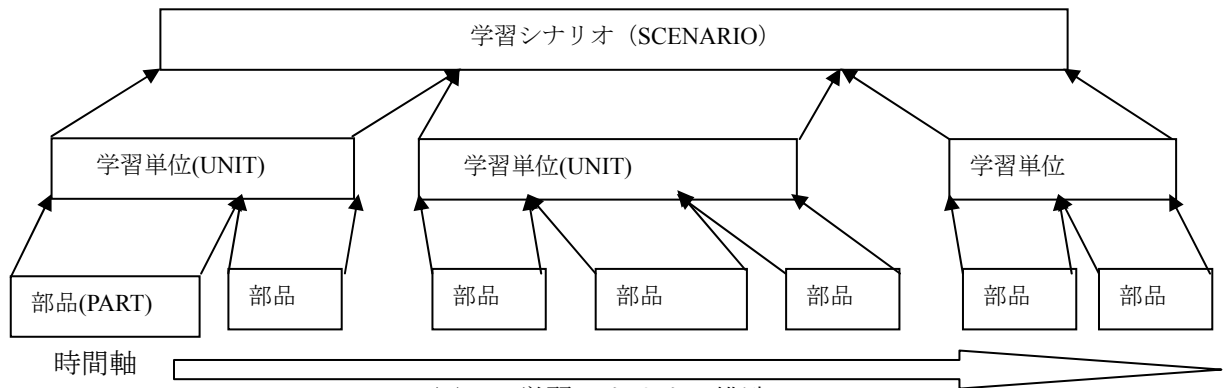 学習シナリオ（SCENARIO）
学習単位(UNIT)
学習単位(UNIT)
学習単位
部品(PART)
部品
部品
部品
部品
部品
部品
時間軸